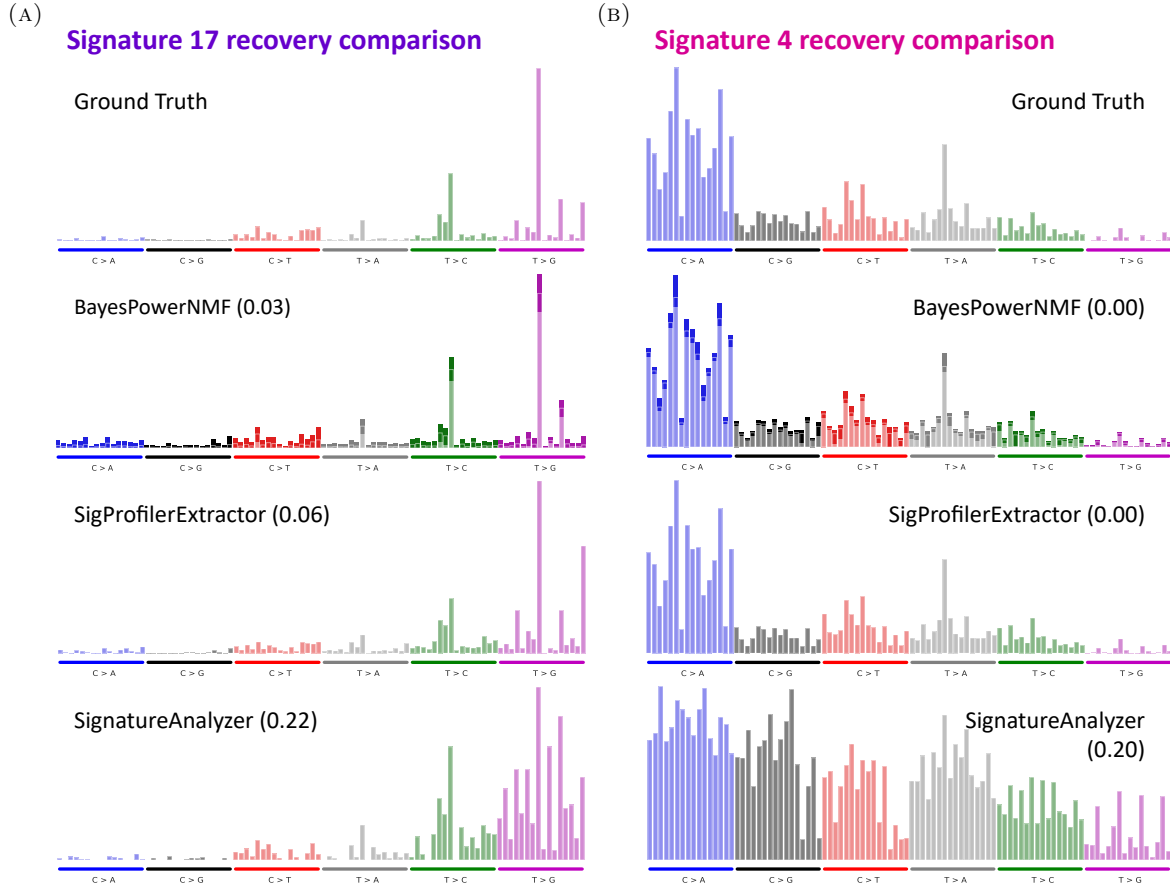 (A)
Signature 17 recovery comparison
Ground Truth
C > A C > G C > T T > A T > C T > G
BayesPowerNMF (0.03)
C > A C > G C > T T > A T > C T > G
SigProfilerExtractor (0.06)
C > A C > G C > T T > A T > C T > G
SignatureAnalyzer (0.22)
C > A C > G C > T T > A T > C T > G
(B)
Signature 4 recovery comparison
Ground Truth
C > A C > G C > T T > A T > C T > G
BayesPowerNMF (0.00)
C > A C > G C > T T > A T > C T > G
SigProfilerExtractor (0.00)
C > A C > G C > T T > A T > C T > G
SignatureAnalyzer
(0.20)
C > A C > G C > T T > A T > C T > G